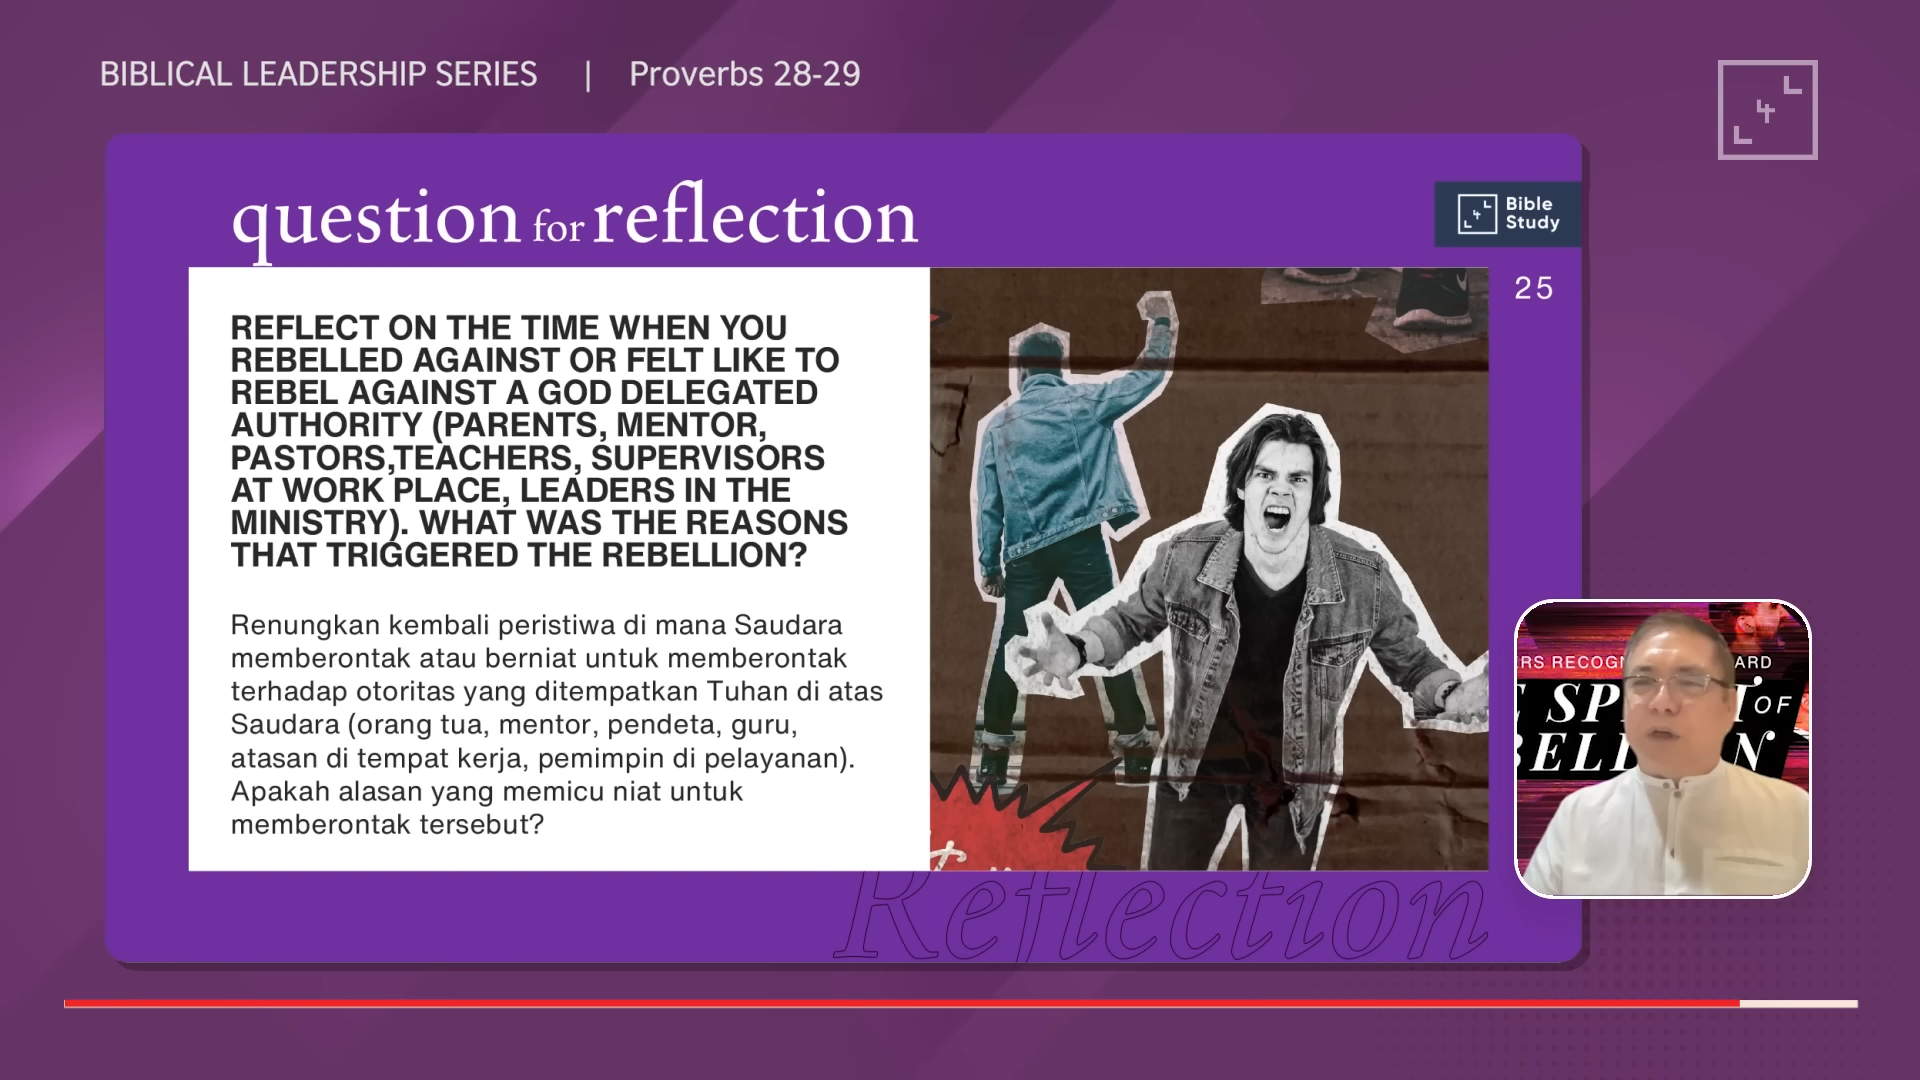 BIBLICAL LEADERSHIP SERIES | Proverbs 28-29
question for reflection
Bible
Study
25
REFLECT ON THE TIME WHEN YOU
REBELLED AGAINST OR FELT LIKE TO
REBEL AGAINST A GOD DELEGATED
AUTHORITY (PARENTS, MENTOR,
PASTORS,TEACHERS, SUPERVISORS
AT WORK PLACE, LEADERS IN THE
MINISTRY). WHAT WAS THE REASONS
THAT TRIGGERED THE REBELLION?
Renungkan kembali peristiwa di mana Saudara
memberontak atau berniat untuk memberontak
terhadap otoritas yang ditempatkan Tuhan di atas
Saudara (orang tua, mentor, pendeta, guru,
atasan di tempat kerja, pemimpin di pelayanan).
Apakah alasan yang memicu niat untuk
memberontak tersebut?
Reflection
OF